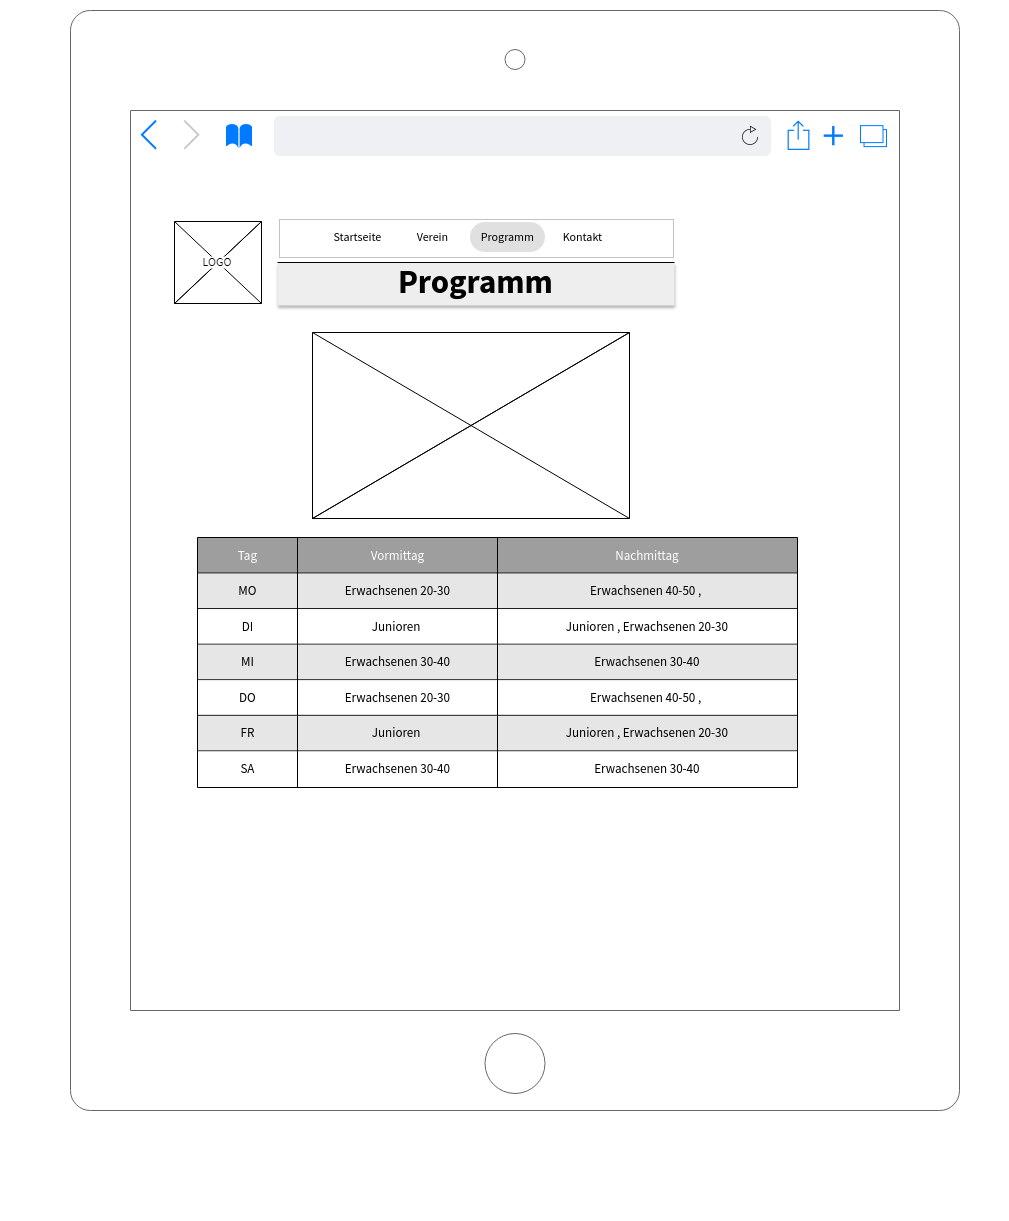 Startseite Verein Programm Kontakt
LOGO
Programm
Tag Vormittag Nachmittag
MO Erwachsenen 20-30 Erwachsenen 40-50 ,
DI Junioren Junioren , Erwachsenen 20-30
MI Erwachsenen 30-40 Erwachsenen 30-40
DO Erwachsenen 20-30 Erwachsenen 40-50 ,
FR Junioren Junioren , Erwachsenen 20-30
SA Erwachsenen 30-40 Erwachsenen 30-40